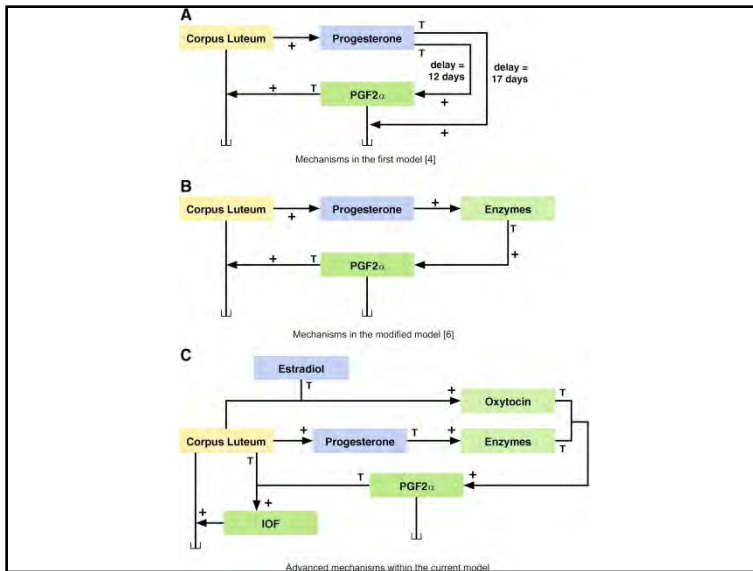 A
Corpus Luteum
+
Progesterone
T
T
delay =
12 days
delay =
17 days
+
T
PGF2α
+
+
Mechanisms in the first model [4]
B
Corpus Luteum
+
Progesterone
+
Enzymes
T
+
T
PGF2α
+
Mechanisms in the modified model [6]
C
Estradiol
T
+
Oxytocin
T
Corpus Luteum
+
Progesterone
T
+
Enzymes
T
T
T
PGF2α
+
+
+
IOF
Advanced mechanisms within the current model